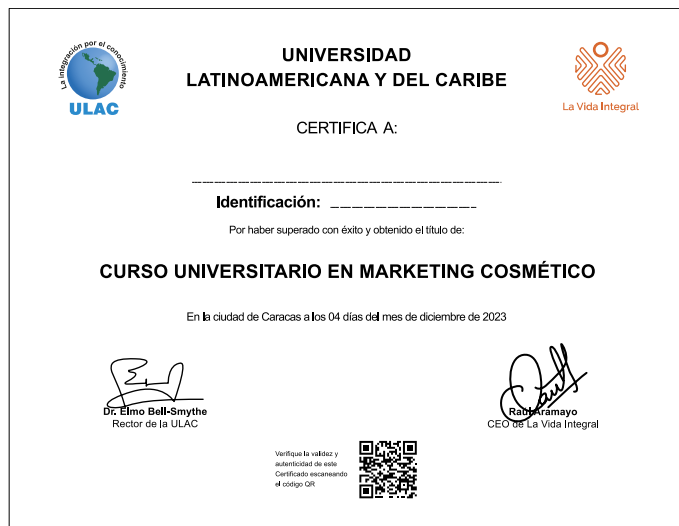 La integración por el conocimiento
ULAC
UNIVERSIDAD
LATINOAMERICANA Y DEL CARIBE
La Vida Integral
CERTIFICA A:
Identificación:
Por haber superado con éxito y obtenido el título de:
CURSO UNIVERSITARIO EN MARKETING COSMÉTICO
En la ciudad de Caracas a los 04 días del mes de diciembre de 2023
Dr. Elmo Bell-Smythe
Rector de la ULAC
Raúl Aramayo
CEO de La Vida Integral
Verifique la validez y
autenticidad de este
Certificado escaneando
el código QR